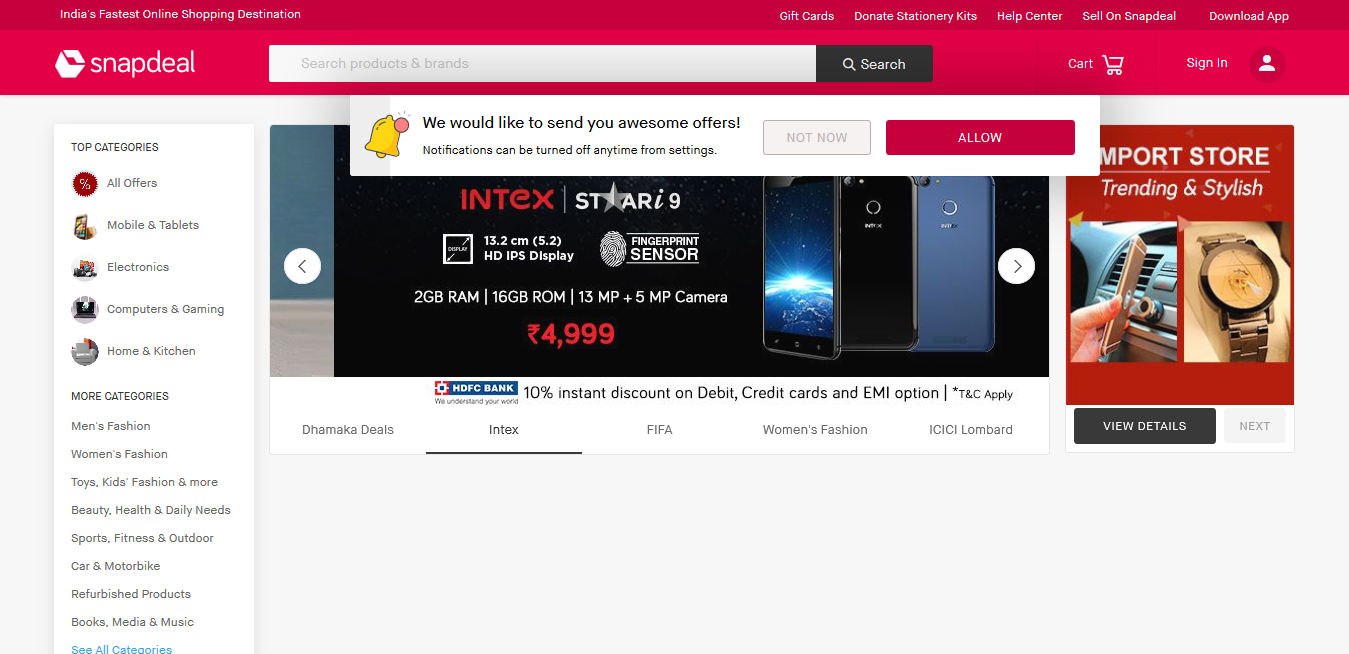 India's Fastest Online Shopping Destination
Gift Cards
Donate Stationery Kits
Help Center
Sell On Snapdeal
Download App
snapdeal
Search products & brands
Search
Cart
Sign In
We would like to send you awesome offers!
Notifications can be turned off anytime from settings.
NOT NOW
ALLOW
TOP CATEGORIES
All Offers
Mobile & Tablets
Electronics
Computers & Gaming
Home & Kitchen
MORE CATEGORIES
Men's Fashion
Women's Fashion
Toys, Kids' Fashion & more
Beauty, Health & Daily Needs
Sports, Fitness & Outdoor
Car & Motorbike
Refurbished Products
Books, Media & Music
See All Categories
INTEX
STARi 9
DISPLAY
13.2 cm (5.2)
HD IPS Display
FINGERPRINT
SENSOR
2GB RAM | 16GB ROM | 13 MP + 5 MP Camera
₹4,999
INTEX
INTEX
HDFC BANK
We understand your world
10% instant discount on Debit, Credit cards and EMI option | *T&C Apply
Dhamaka Deals
Intex
FIFA
Women's Fashion
ICICI Lombard
MPORT STORE
Trending & Stylish
VIEW DETAILS
NEXT